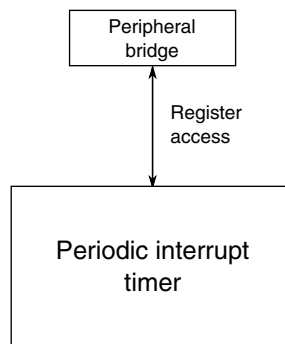 Peripheral
bridge
Register
access
Periodic interrupt
timer